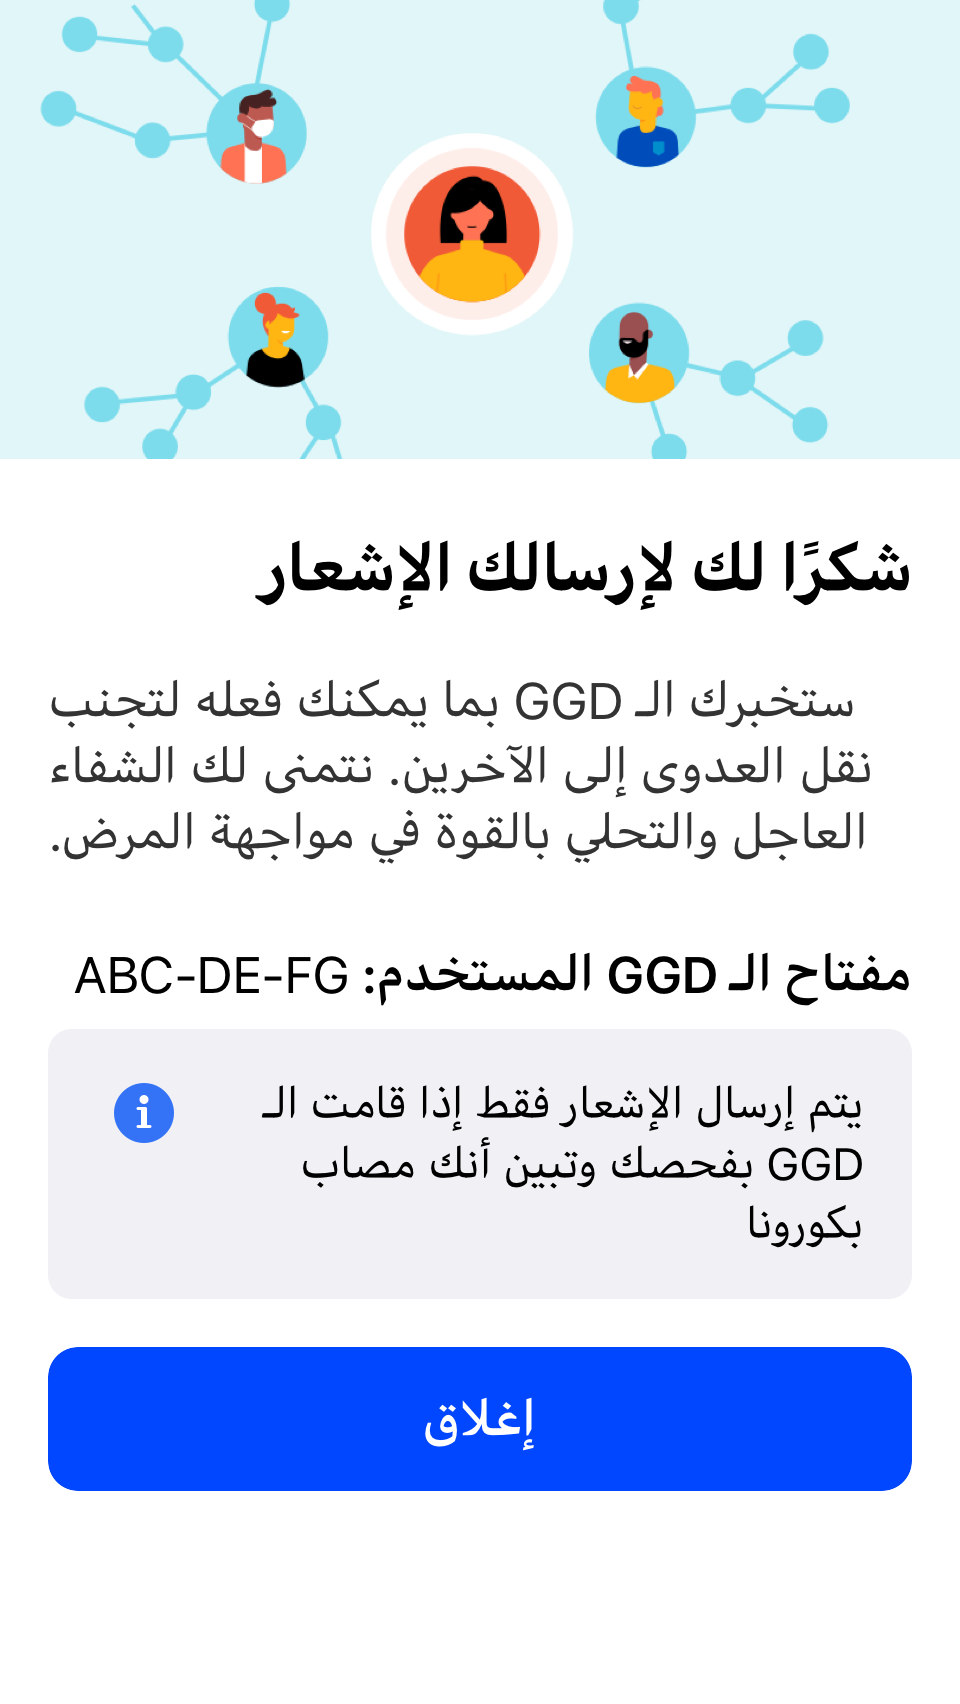 شكرًا لك لإرسالك الإشعار
ستخبرك الـ GGD بما يمكنك فعله لتجنب
نقل العدوى إلى الآخرين. نتمنى لك الشفاء
العاجل والتحلي بالقوة في مواجهة المرض.
مفتاح الـ GGD المستخدم: ABC-DE-FG
يتم إرسال الإشعار فقط إذا قامت الـ
GGD بفحصك وتبين أنك مصاب
بكورونا
إغلاق